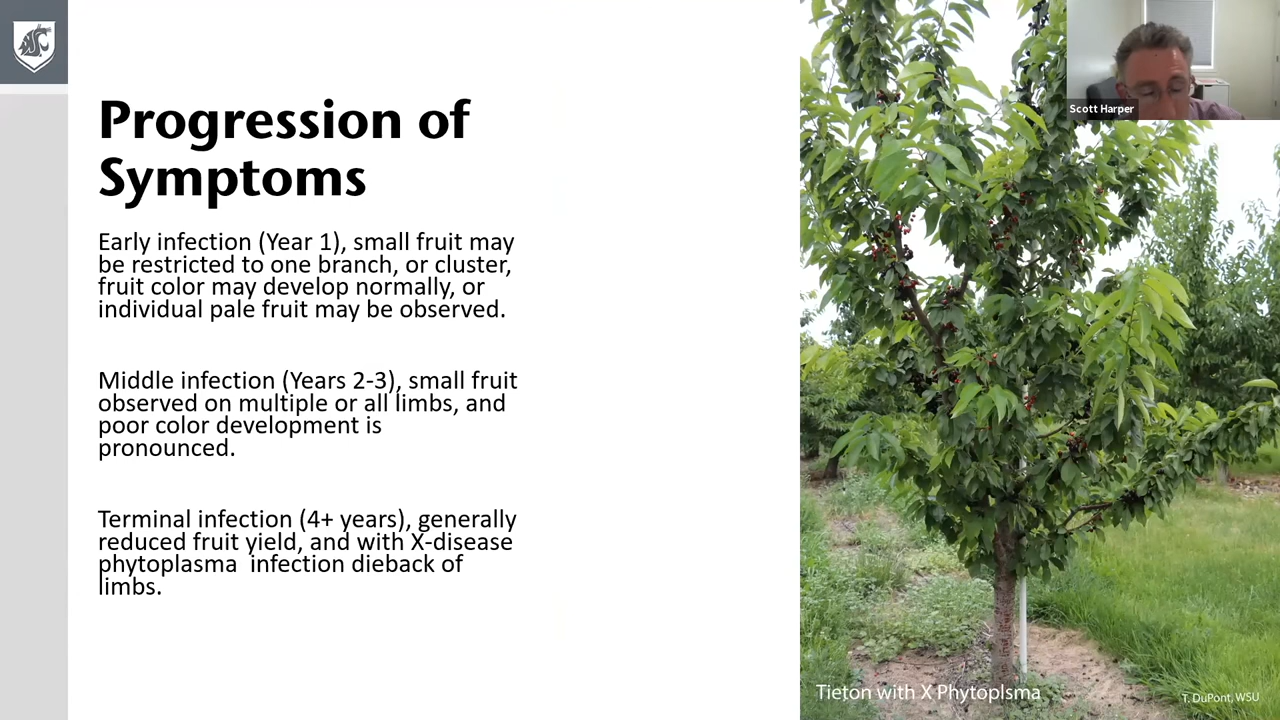 Progression of
Symptoms
Early infection (Year 1), small fruit may
be restricted to one branch, or cluster,
fruit color may develop normally, or
individual pale fruit may be observed.
Middle infection (Years 2-3), small fruit
observed on multiple or all limbs, and
poor color development is
pronounced.
Terminal infection (4+ years), generally
reduced fruit yield, and with X-disease
phytoplasma  infection dieback of
limbs.
Scott Harper
Tieton with X Phytoplsma
T. DuPont, WSU